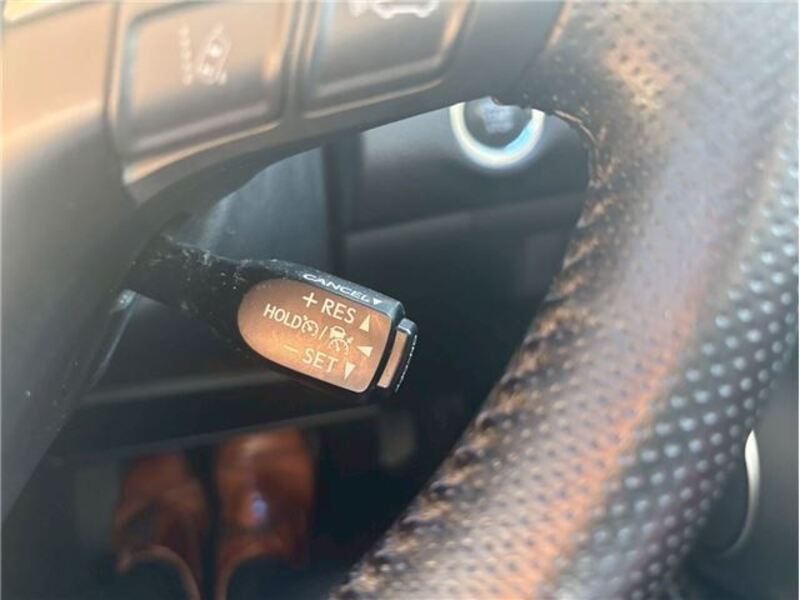 CANCEL
+ RES
HOLD /
− SET